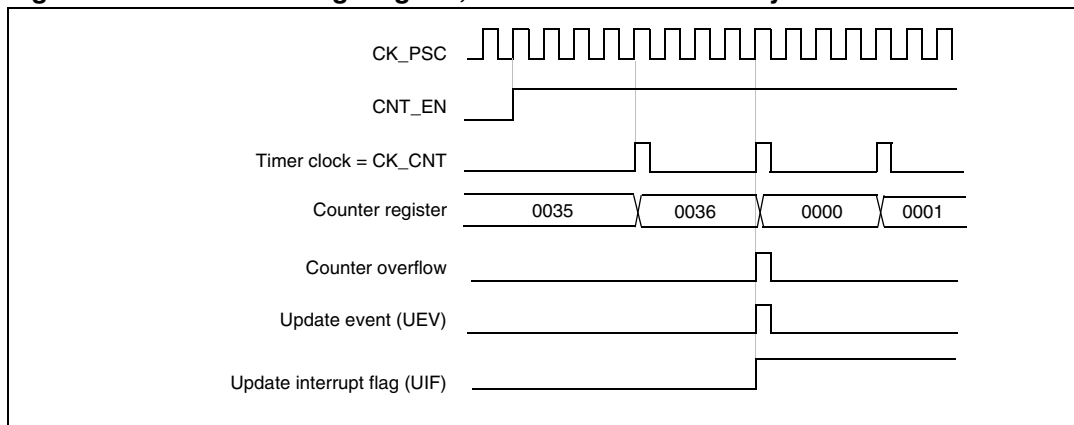 CK_PSC
CNT_EN
Timer clock = CK_CNT
Counter register 0035 0036 0000 0001
Counter overflow
Update event (UEV)
Update interrupt flag (UIF)